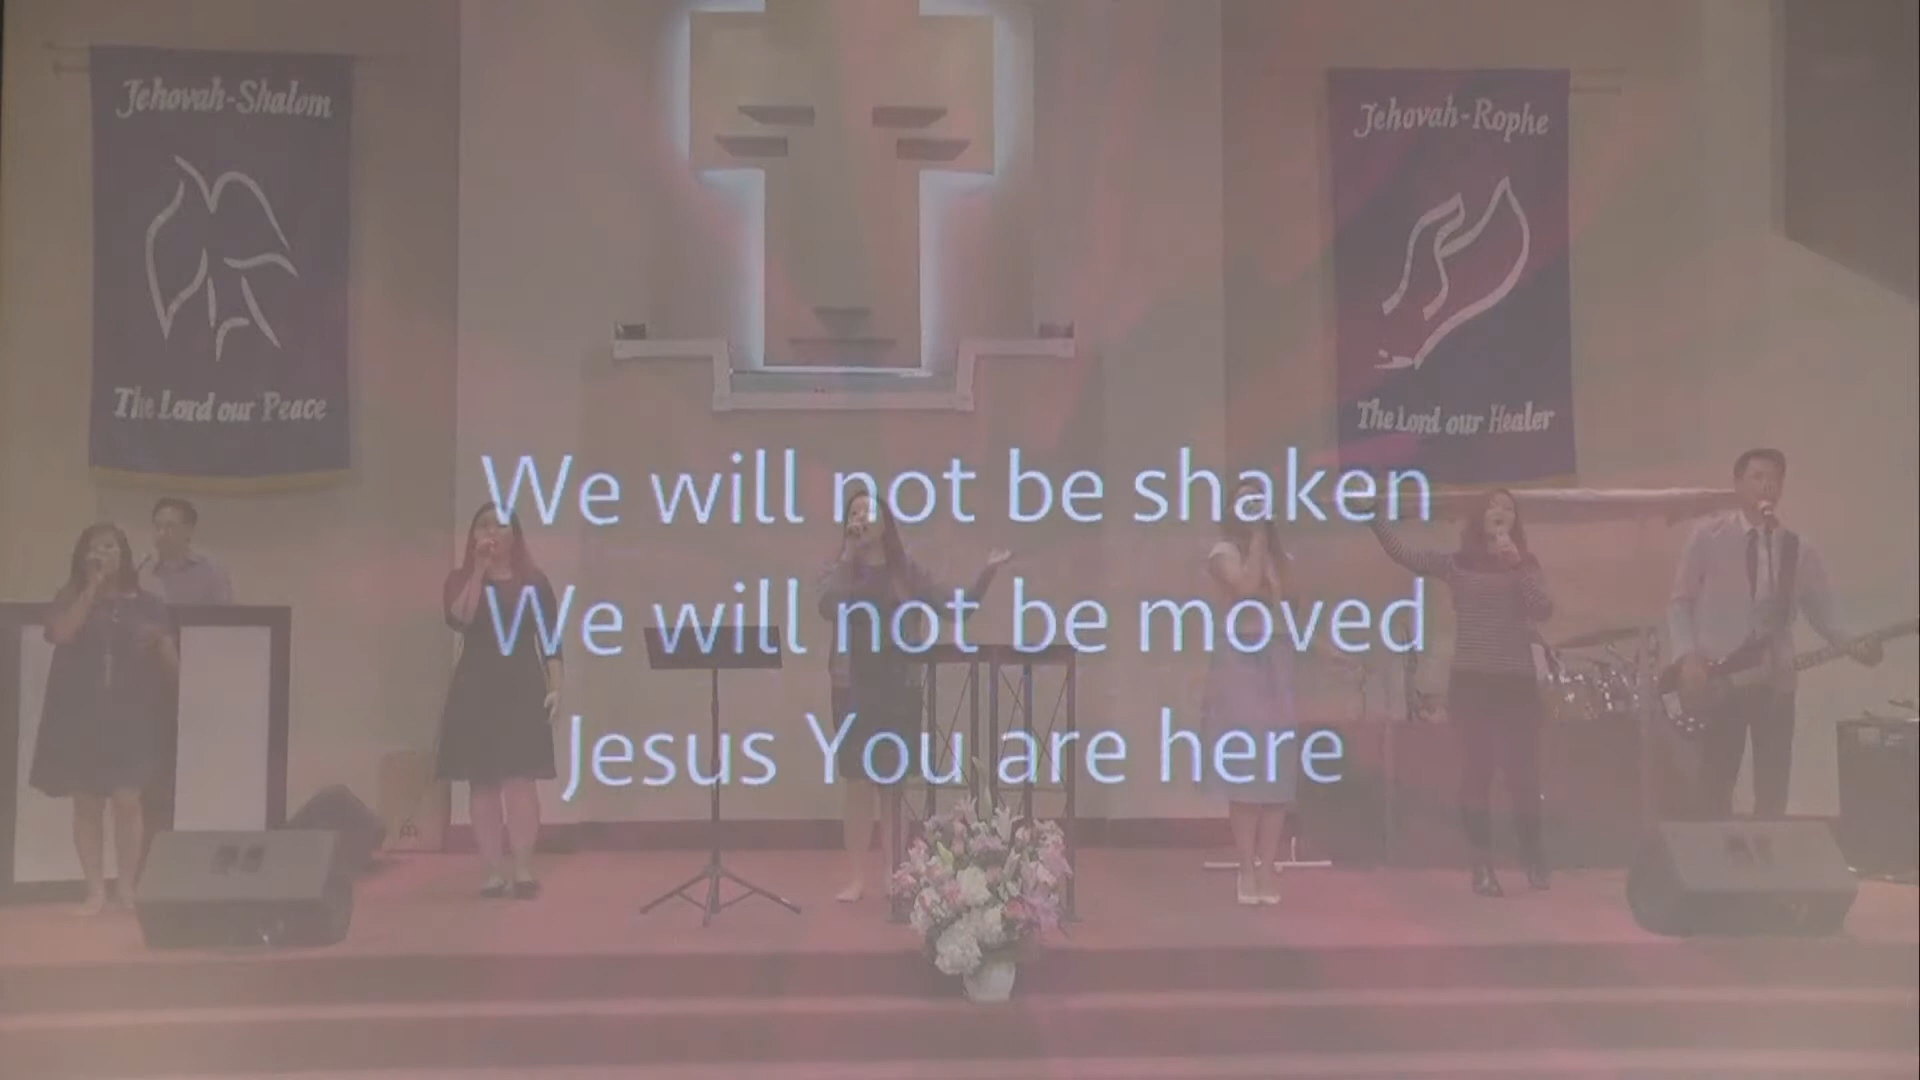 Jehovah-Shalom
The Lord our Peace
Jehovah-Rophe
The Lord our Healer
We will not be shaken
We will not be moved
Jesus You are here